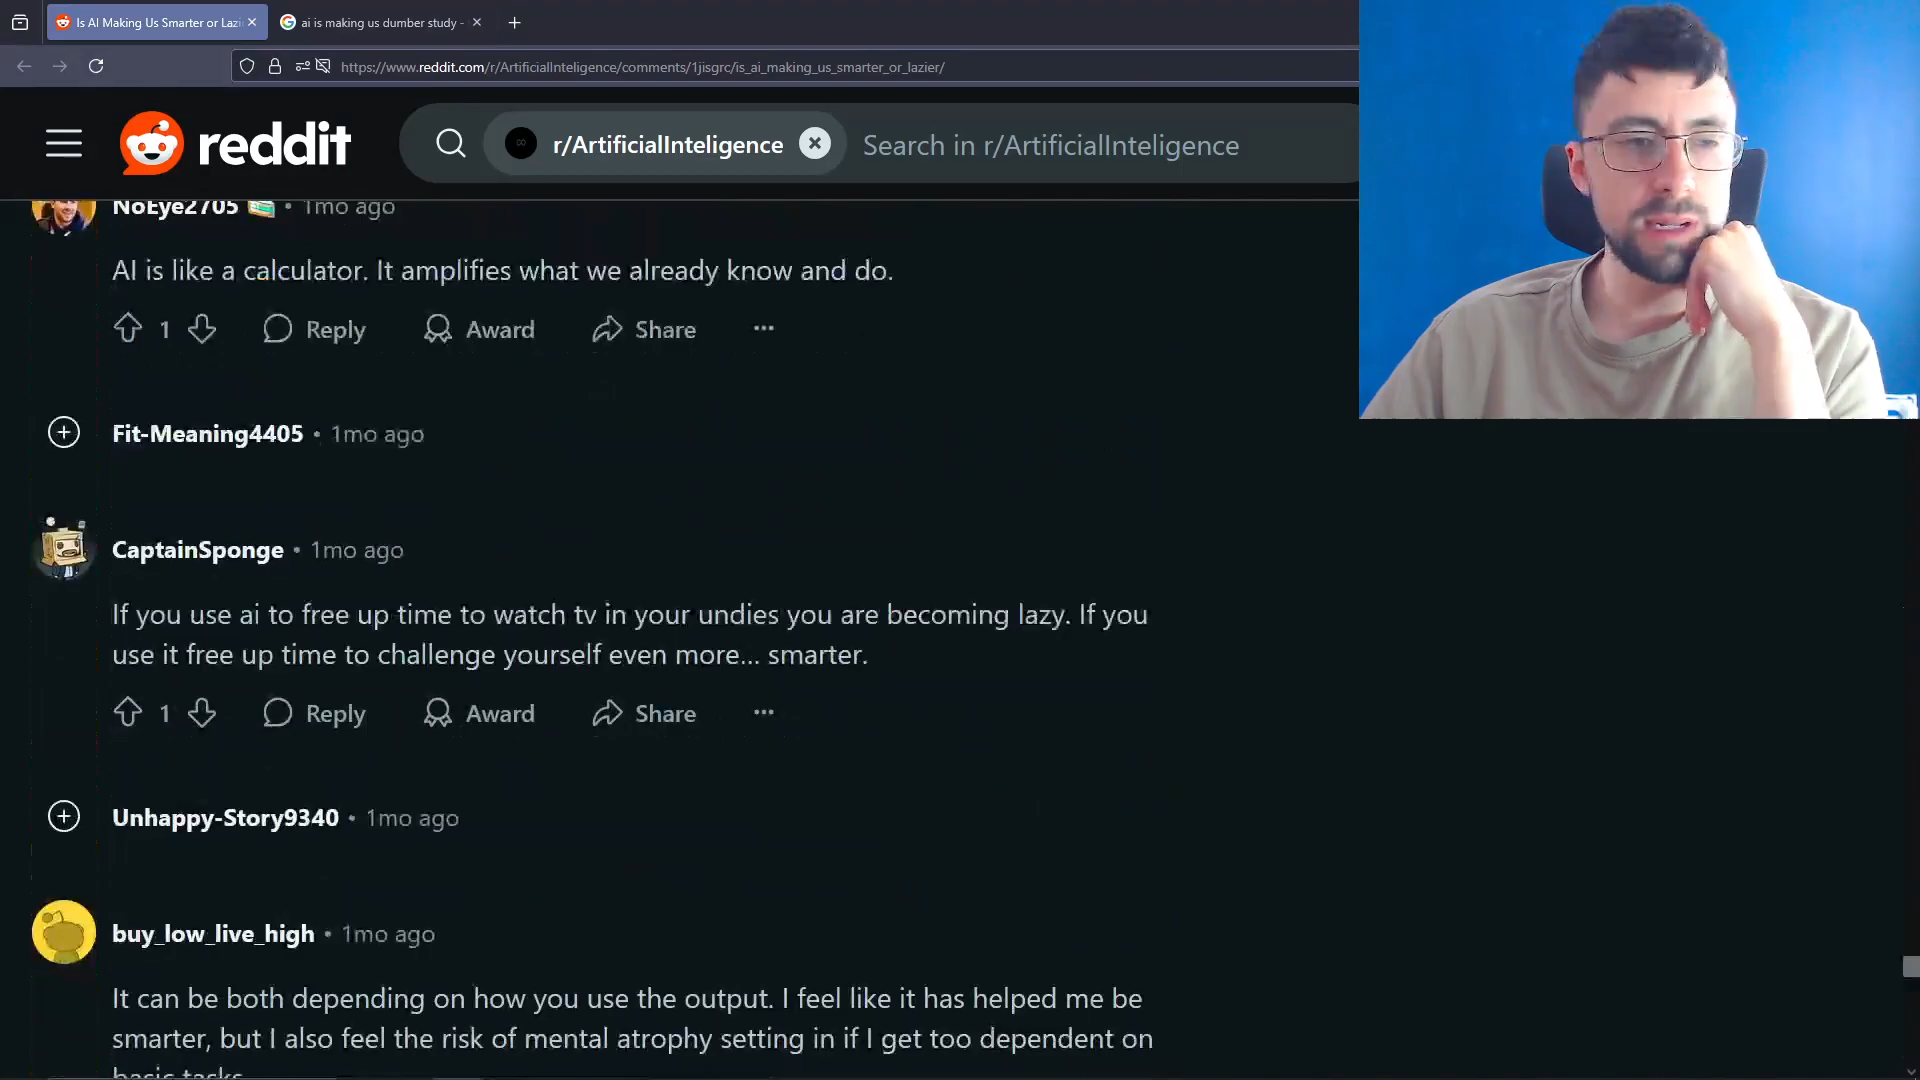 Is AI Making Us Smarter or Lazi
ai is making us dumber study -
https://www.reddit.com/r/ArtificialInteligence/comments/1jisgrc/is_ai_making_us_smarter_or_lazier/
reddit
r/ArtificialInteligence
Search in r/ArtificialInteligence
NoEye2705 • 1mo ago
AI is like a calculator. It amplifies what we already know and do.
1 Reply Award Share ···
Fit-Meaning4405 • 1mo ago
CaptainSponge • 1mo ago
If you use ai to free up time to watch tv in your undies you are becoming lazy. If you
use it free up time to challenge yourself even more... smarter.
1 Reply Award Share ···
Unhappy-Story9340 • 1mo ago
buy_low_live_high • 1mo ago
It can be both depending on how you use the output. I feel like it has helped me be
smarter, but I also feel the risk of mental atrophy setting in if I get too dependent on
basic tasks.